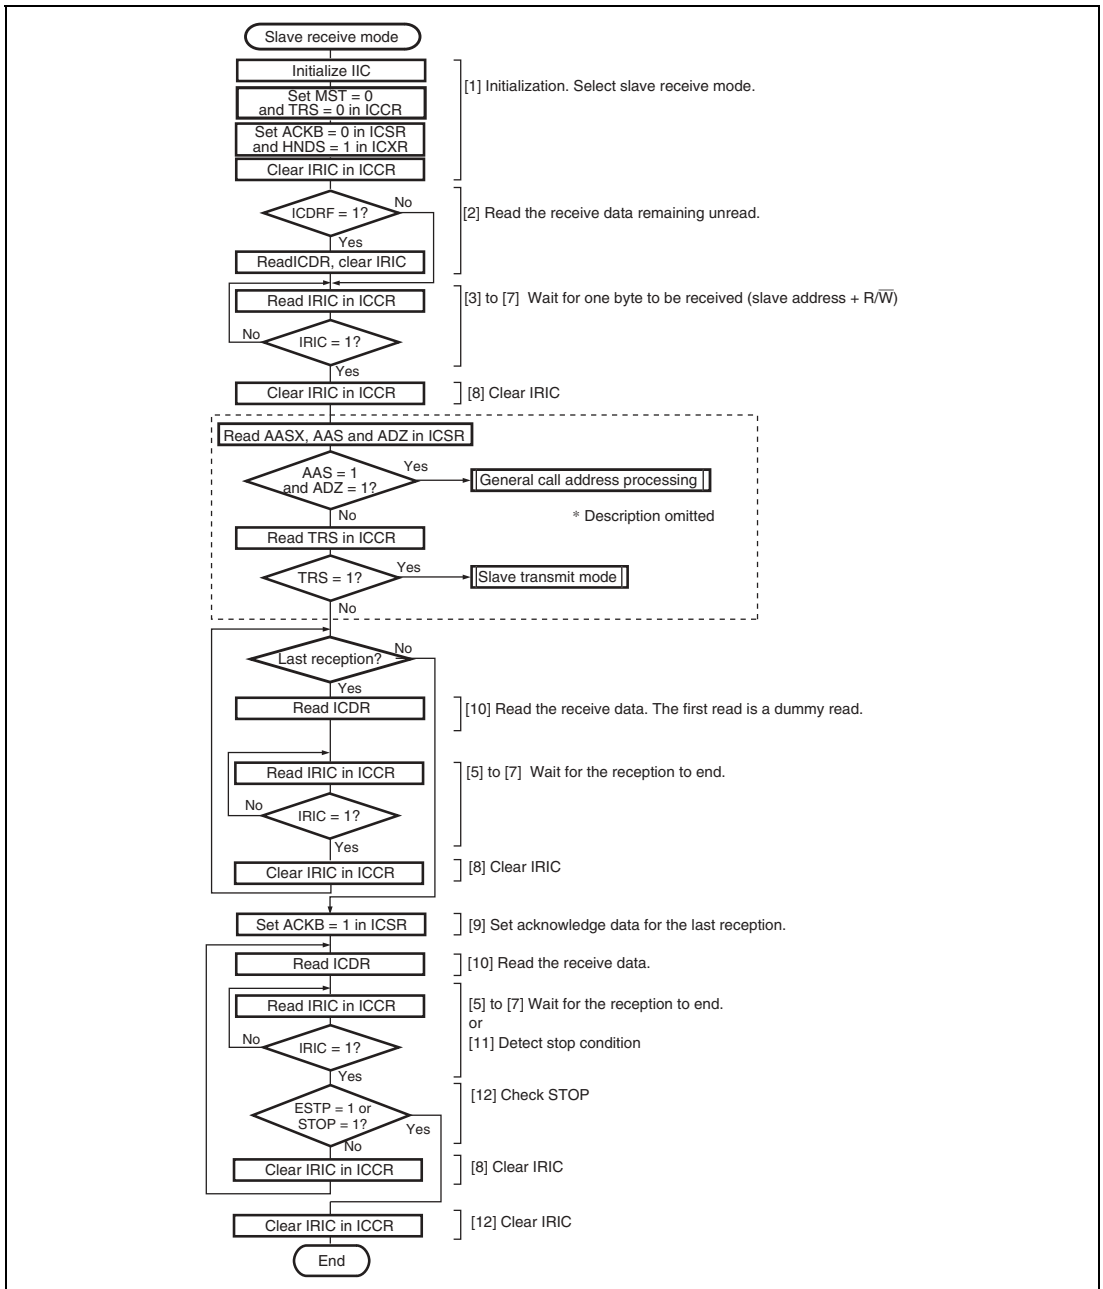 Slave receive mode
Initialize IIC
[1] Initialization. Select slave receive mode.
Set MST = 0
and TRS = 0 in ICCR
Set ACKB = 0 in ICSR
and HNDS = 1 in ICXR
Clear IRIC in ICCR
ICDRF = 1?
No
[2] Read the receive data remaining unread.
Yes
ReadICDR, clear IRIC
Read IRIC in ICCR
[3] to [7] Wait for one byte to be received (slave address + R/W̅)
No
IRIC = 1?
Yes
Clear IRIC in ICCR
[8] Clear IRIC
Read AASX, AAS and ADZ in ICSR
AAS = 1
and ADZ = 1?
Yes
General call address processing
No
* Description omitted
Read TRS in ICCR
TRS = 1?
Yes
Slave transmit mode
No
Last reception?
No
Yes
Read ICDR
[10] Read the receive data. The first read is a dummy read.
Read IRIC in ICCR
[5] to [7] Wait for the reception to end.
No
IRIC = 1?
Yes
Clear IRIC in ICCR
[8] Clear IRIC
Set ACKB = 1 in ICSR
[9] Set acknowledge data for the last reception.
Read ICDR
[10] Read the receive data.
Read IRIC in ICCR
[5] to [7] Wait for the reception to end.
or
[11] Detect stop condition
No
IRIC = 1?
Yes
[12] Check STOP
ESTP = 1 or
STOP = 1?
Yes
No
Clear IRIC in ICCR
[8] Clear IRIC
Clear IRIC in ICCR
[12] Clear IRIC
End